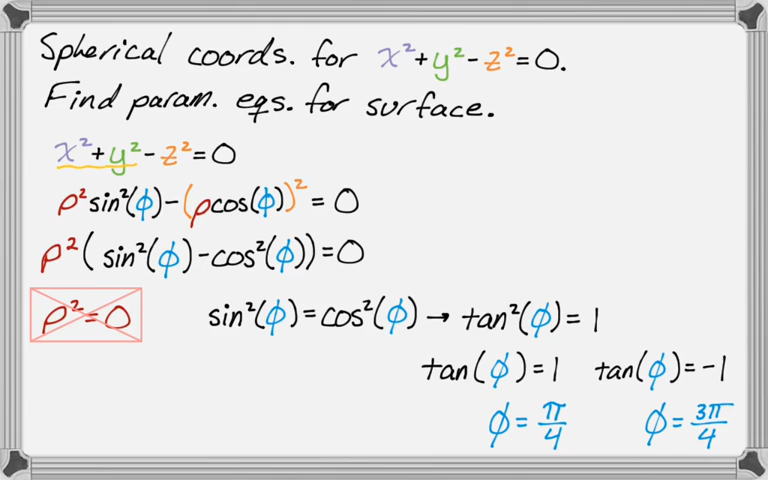 Spherical coords. for x²+y²-z²=0.
Find param. eqs. for surface.
x²+y²-z²=0
ρ²sin²(ϕ)-(ρcos(ϕ))²=0
ρ²(sin²(ϕ)-cos²(ϕ))=0
ρ²=0 sin²(ϕ)=cos²(ϕ)→tan²(ϕ)=1
tan(ϕ)=1 tan(ϕ)=-1
ϕ=π/4 ϕ=3π/4